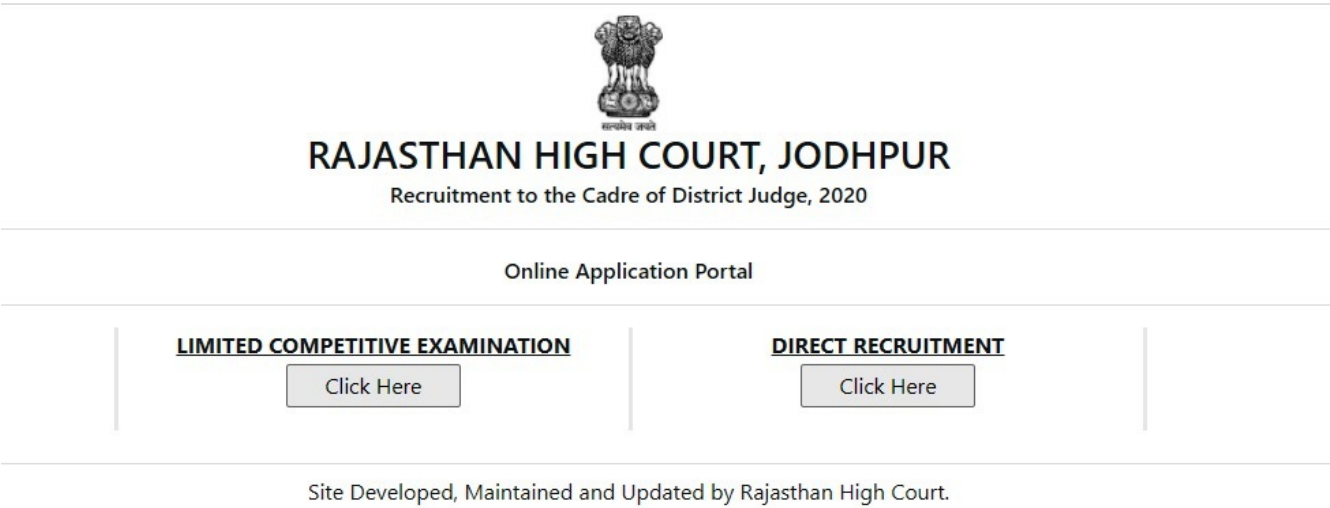 सत्यमेव जयते
RAJASTHAN HIGH COURT, JODHPUR
Recruitment to the Cadre of District Judge, 2020
Online Application Portal
LIMITED COMPETITIVE EXAMINATION
Click Here
DIRECT RECRUITMENT
Click Here
Site Developed, Maintained and Updated by Rajasthan High Court.